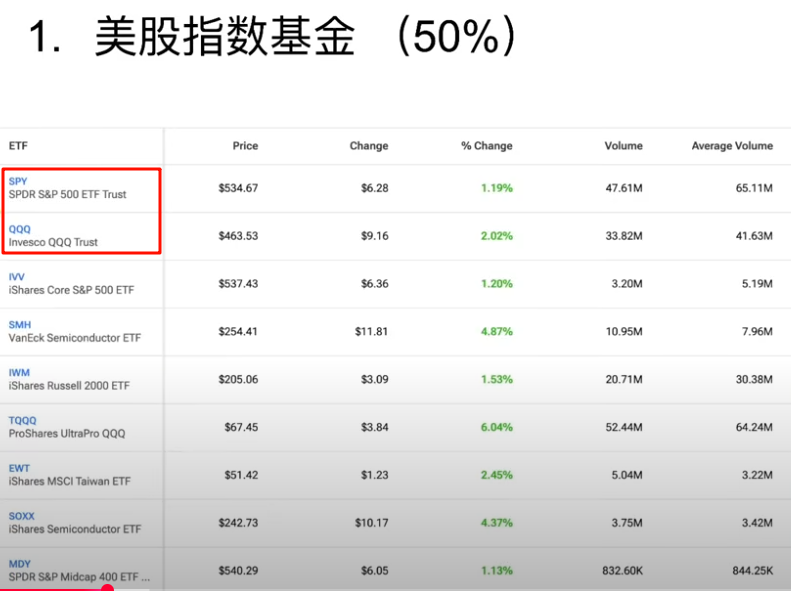 1. 美股指数基金 （50%）
ETF Price Change % Change Volume Average Volume
SPY
SPDR S&P 500 ETF Trust $534.67 $6.28 1.19% 47.61M 65.11M
QQQ
Invesco QQQ Trust $463.53 $9.16 2.02% 33.82M 41.63M
IVV
iShares Core S&P 500 ETF $537.43 $6.36 1.20% 3.20M 5.19M
SMH
VanEck Semiconductor ETF $254.41 $11.81 4.87% 10.95M 7.96M
IWM
iShares Russell 2000 ETF $205.06 $3.09 1.53% 20.71M 30.38M
TQQQ
ProShares UltraPro QQQ $67.45 $3.84 6.04% 52.44M 64.24M
EWT
iShares MSCI Taiwan ETF $51.42 $1.23 2.45% 5.04M 3.22M
SOXX
iShares Semiconductor ETF $242.73 $10.17 4.37% 3.75M 3.42M
MDY
SPDR S&P Midcap 400 ETF ... $540.29 $6.05 1.13% 832.60K 844.25K